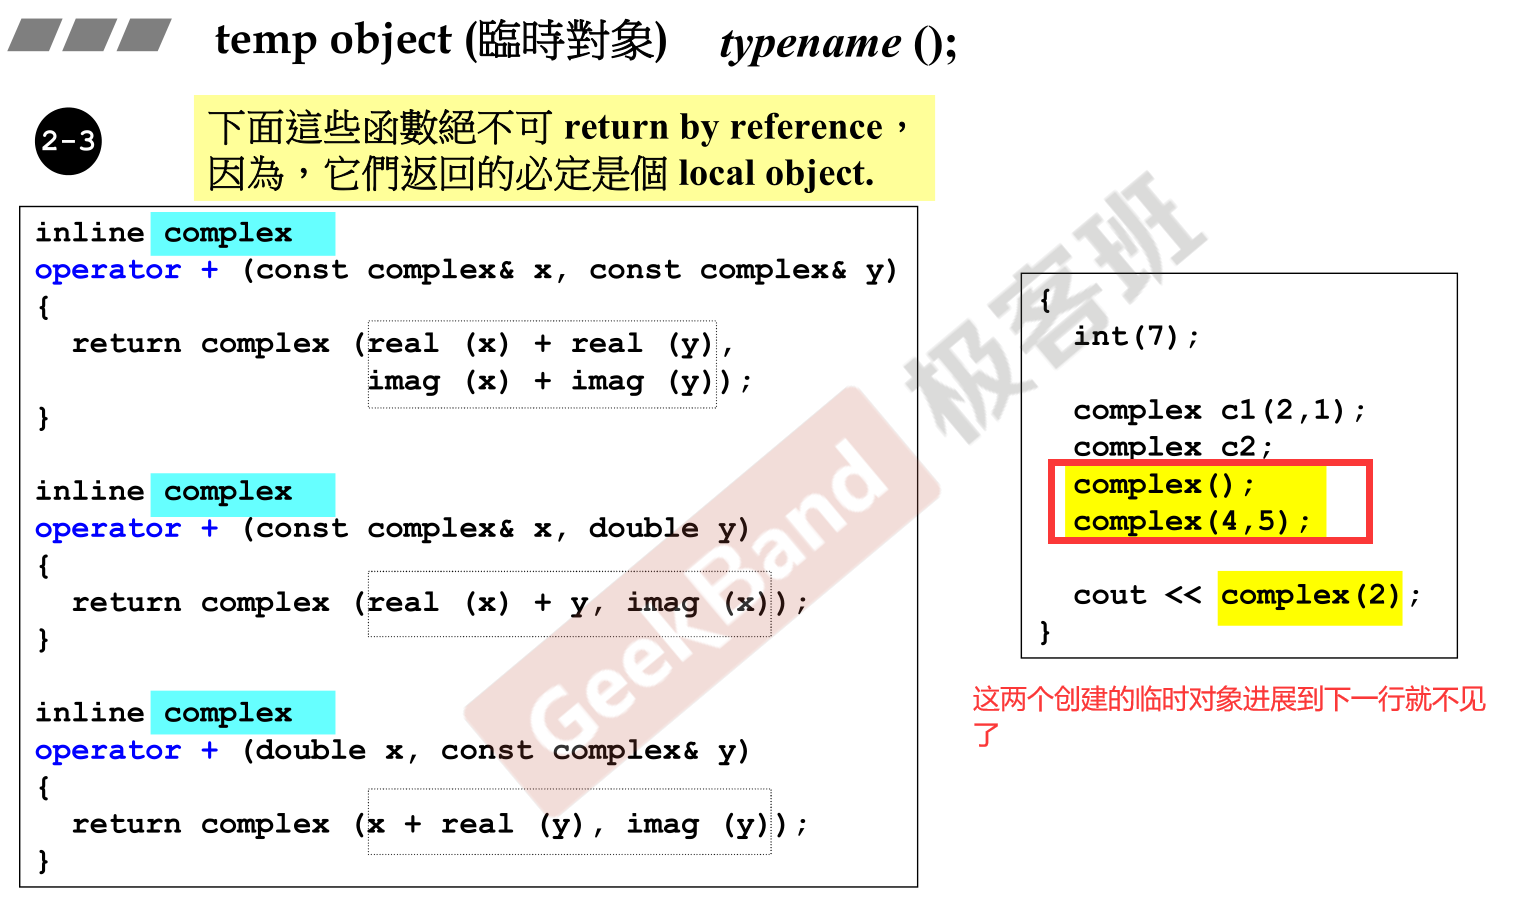 temp object (臨時對象) typename ();
2-3
下面這些函數絕不可 return by reference，
因為，它們返回的必定是個 local object.
inline complex
operator + (const complex& x, const complex& y)
{
  return complex (real (x) + real (y),
                  imag (x) + imag (y));
}
inline complex
operator + (const complex& x, double y)
{
  return complex (real (x) + y, imag (x));
}
inline complex
operator + (double x, const complex& y)
{
  return complex (x + real (y), imag (y));
}
{
  int(7);
  complex c1(2,1);
  complex c2;
  complex();
  complex(4,5);
  cout << complex(2);
}
这两个创建的临时对象进展到下一行就不见
了
GeekBand 极客班